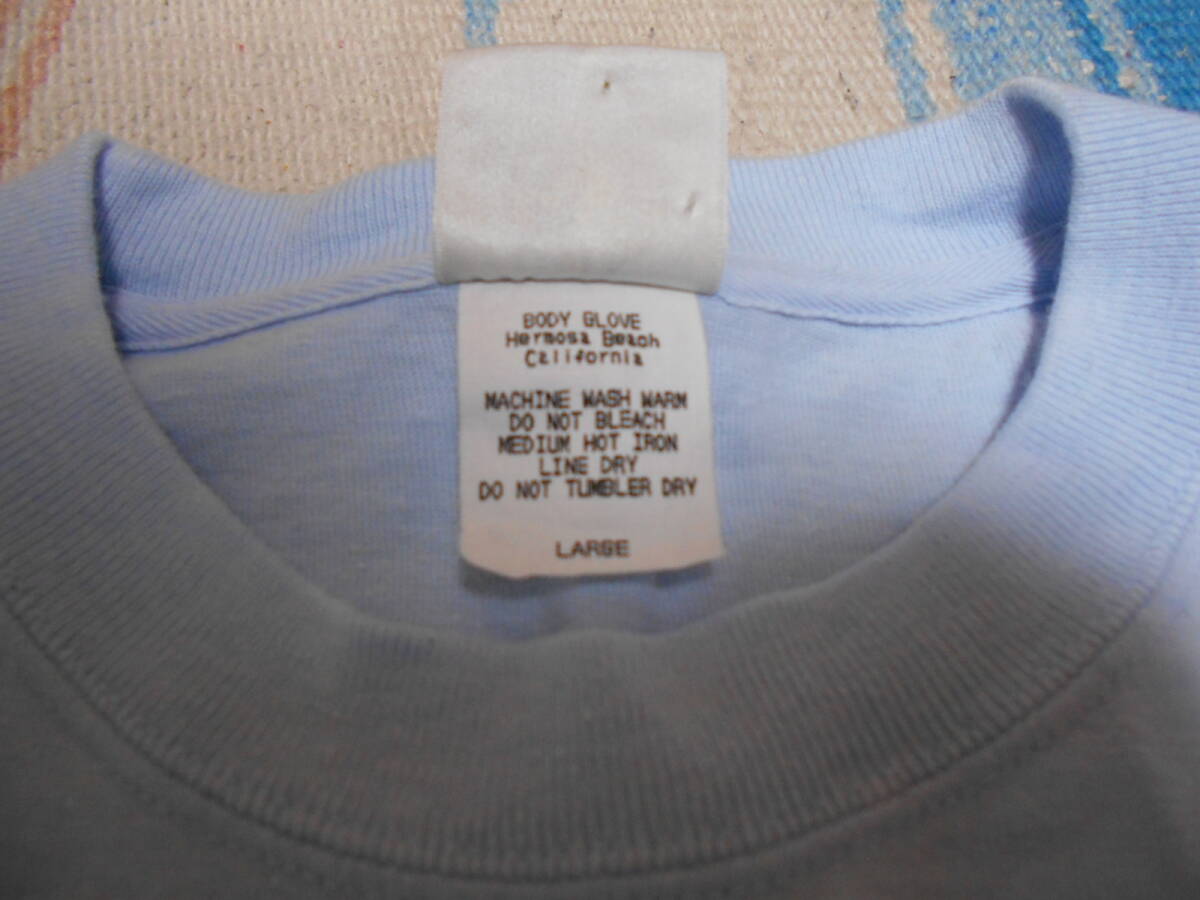 BODY GLOVE
Hermosa Beach
California
MACHINE WASH WARM
DO NOT BLEACH
MEDIUM HOT IRON
LINE DRY
DO NOT TUMBLER DRY
LARGE